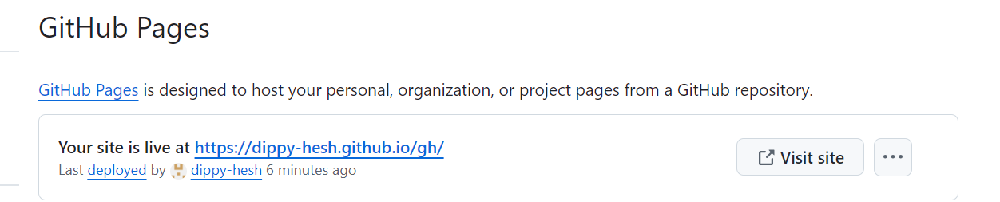 GitHub Pages
GitHub Pages is designed to host your personal, organization, or project pages from a GitHub repository.
Your site is live at https://dippy-hesh.github.io/gh/
Visit site
Last deployed by dippy-hesh 6 minutes ago